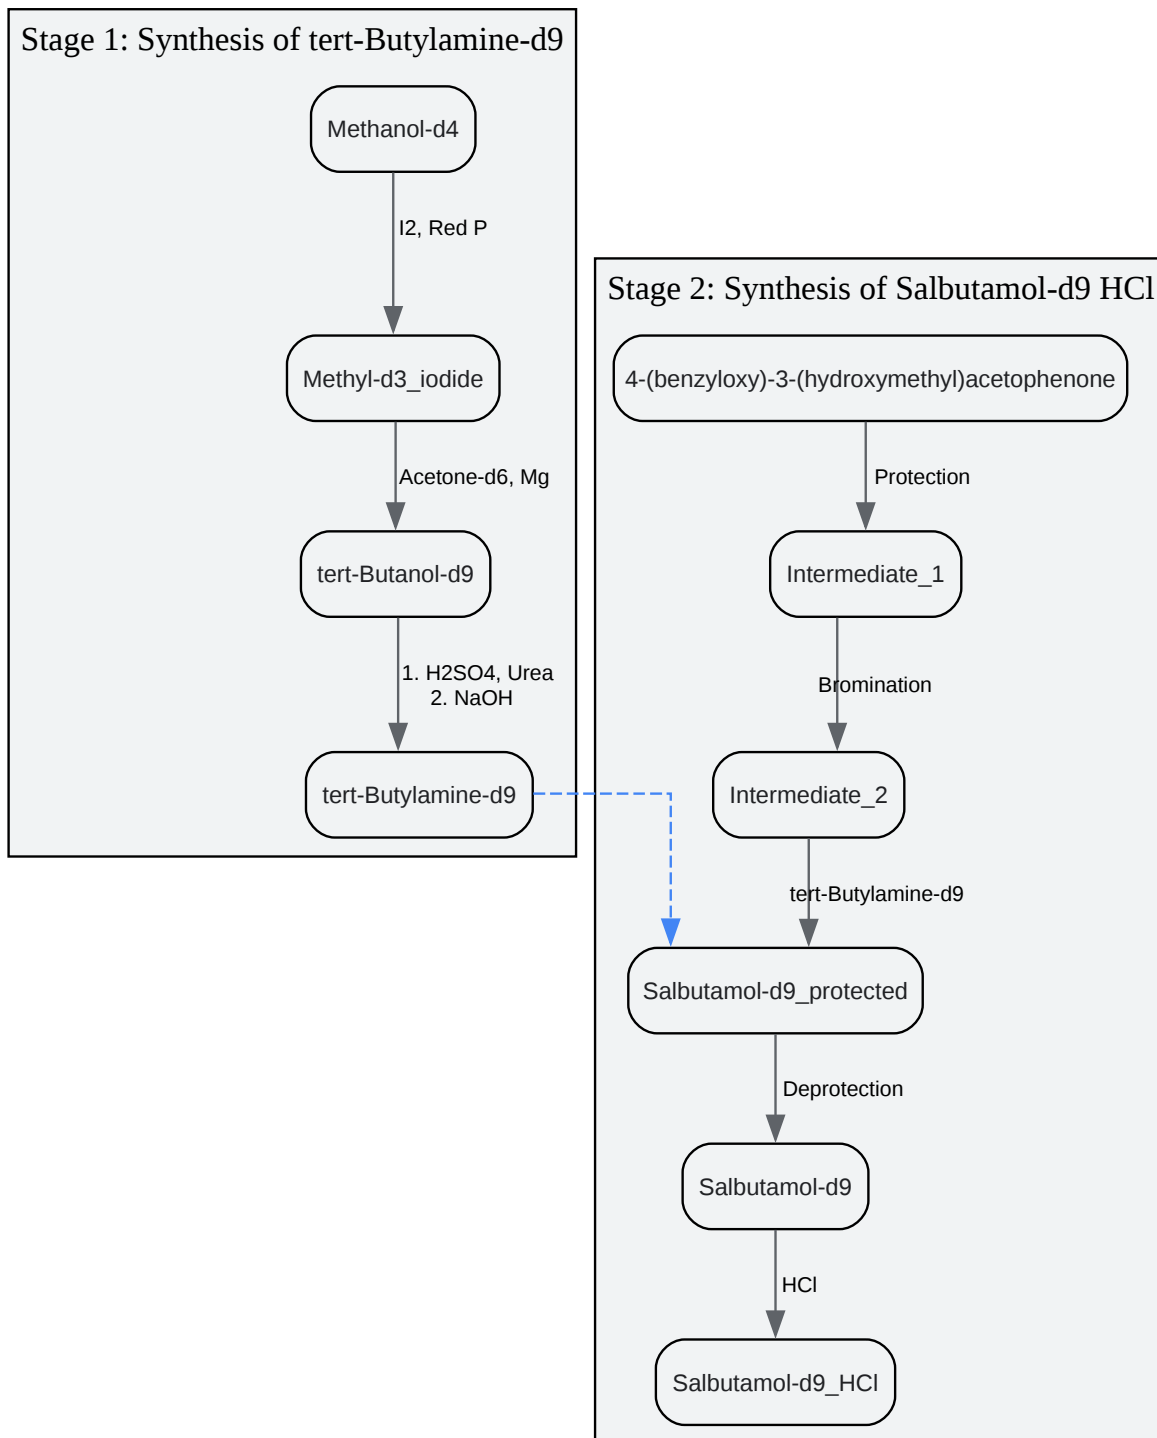 Stage 1: Synthesis of tert-Butylamine-d9
Methanol-d4
I2, Red P
Methyl-d3_iodide
Acetone-d6, Mg
tert-Butanol-d9
1. H2SO4, Urea
2. NaOH
tert-Butylamine-d9
Stage 2: Synthesis of Salbutamol-d9 HCl
4-(benzyloxy)-3-(hydroxymethyl)acetophenone
Protection
Intermediate_1
Bromination
Intermediate_2
tert-Butylamine-d9
Salbutamol-d9_protected
Deprotection
Salbutamol-d9
HCl
Salbutamol-d9_HCl